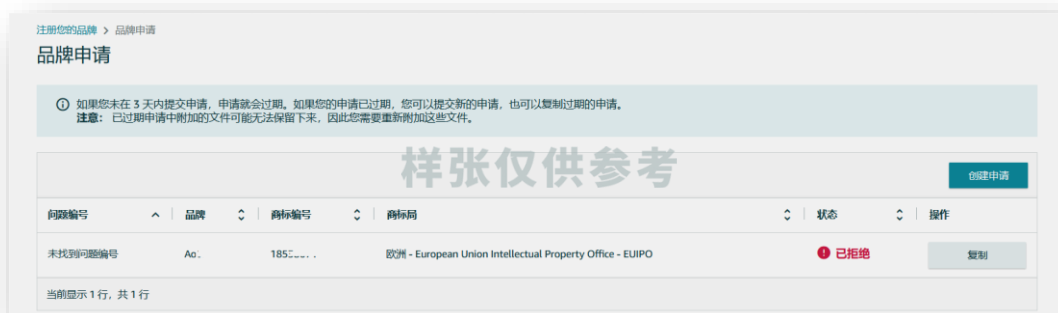 注册您的品牌 > 品牌申请
品牌申请
如果您未在 3 天内提交申请，申请就会过期。如果您的申请已过期，您可以提交新的申请，也可以复制过期的申请。
注意： 已过期申请中附加的文件可能无法保留下来，因此您需要重新附加这些文件。
样张仅供参考
创建申请
问题编号 品牌 商标编号 商标局 状态 操作
未找到问题编号 欧洲 - European Union Intellectual Property Office - EUIPO 已拒绝 复制
当前显示 1 行，共 1 行